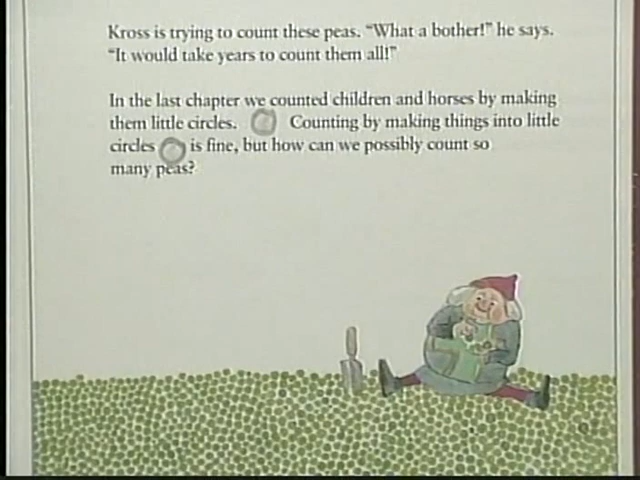 Kross is trying to count these peas. “What a bother!” he says.
“It would take years to count them all!”
In the last chapter we counted children and horses by making
them little circles. Counting by making things into little
circles is fine, but how can we possibly count so
many peas?